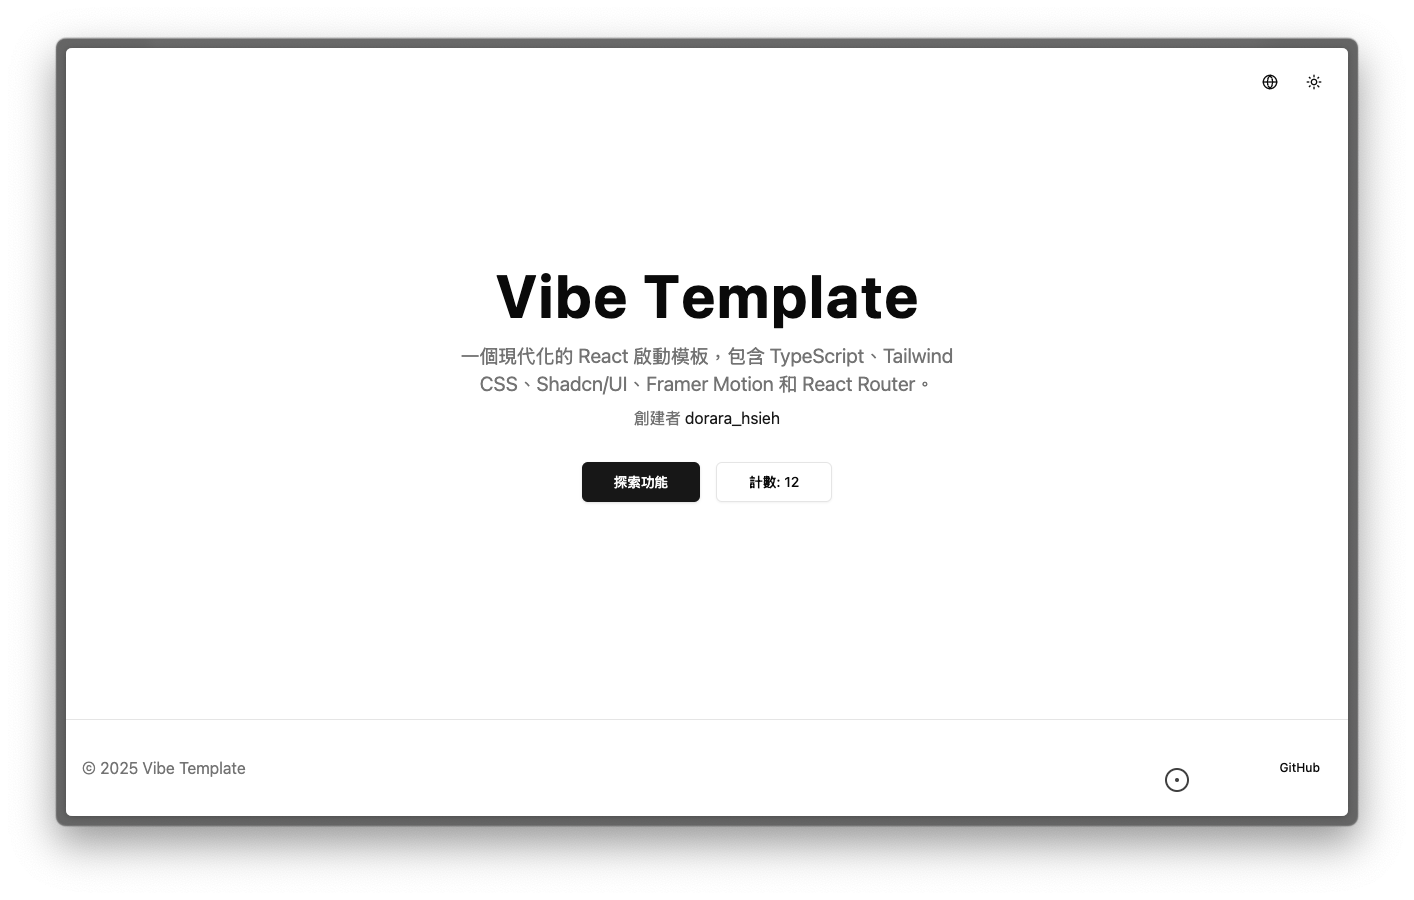 Vibe Template
一個現代化的 React 啟動模板，包含 TypeScript、Tailwind
CSS、Shadcn/UI、Framer Motion 和 React Router。
創建者 dorara_hsieh
探索功能
計數: 12
© 2025 Vibe Template
GitHub